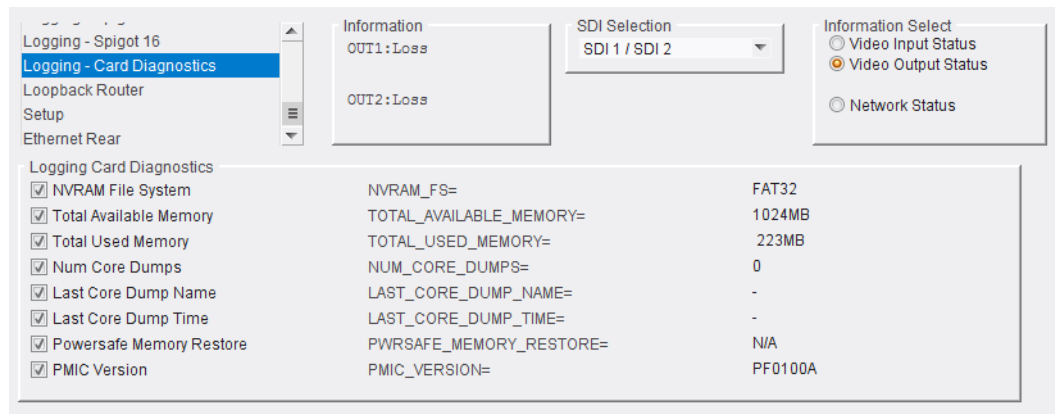 Logging - Spigot 16
Logging - Card Diagnostics
Loopback Router
Setup
Ethernet Rear
Information
OUT1:Loss
OUT2:Loss
SDI Selection
SDI 1 / SDI 2
Information Select
Video Input Status
Video Output Status
Network Status
Logging Card Diagnostics
NVRAM File System NVRAM_FS= FAT32
Total Available Memory TOTAL_AVAILABLE_MEMORY= 1024MB
Total Used Memory TOTAL_USED_MEMORY= 223MB
Num Core Dumps NUM_CORE_DUMPS= 0
Last Core Dump Name LAST_CORE_DUMP_NAME= -
Last Core Dump Time LAST_CORE_DUMP_TIME= -
Powersafe Memory Restore PWRSAFE_MEMORY_RESTORE= N/A
PMIC Version PMIC_VERSION= PF0100A